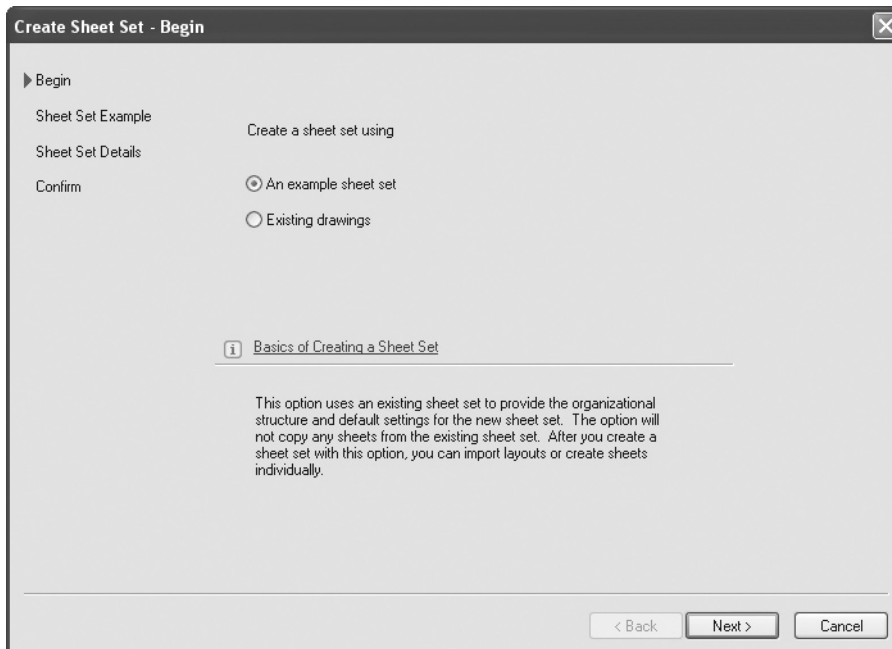 Create Sheet Set - Begin
Begin
Sheet Set Example
Sheet Set Details
Confirm
Create a sheet set using
An example sheet set
Existing drawings
Basics of Creating a Sheet Set
This option uses an existing sheet set to provide the organizational
structure and default settings for the new sheet set. The option will
not copy any sheets from the existing sheet set. After you create a
sheet set with this option, you can import layouts or create sheets
individually.
< Back
Next >
Cancel